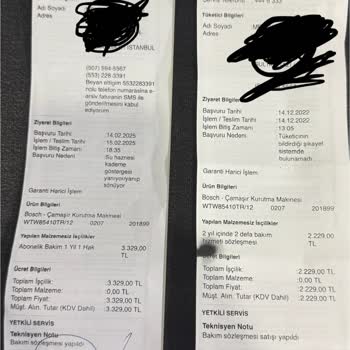 Adı Soyadı
Adres
İSTANBUL
(507) 594-5567
(553) 228 3391
Beyan ettiğim 5532283391
nolu telefon numarasına e-
arşiv faturanın SMS ile
gönderilmesini kabul
ediyorum
Ziyaret Bilgileri
Başvuru Tarihi 14.02.2025
İşlem / Teslim Tarihi 15.02.2025
İşlem Bitiş Zamanı 18:35
Başvuru Nedeni Su haznesi
kademe
göstergesi
yanıyor/yanıp
sönüyor
Garanti Harici İşlem
Ürün Bilgileri
Bosch - Çamaşır Kurutma Makinesi
WTW85410TR/12 0207 201899
Yapılan Malzemesiz İşçilikler
Abonelik Bakım 1 Yıl 1 Hak 3.329,00
TL
Ücret Bilgileri
Toplam İşçilik: 3.329,00 TL
Toplam Malzeme: 0,00 TL
Toplam Fiyat: 3.329,00 TL
Müşt. Alın. Tutar (KDV Dahil) 3.329,00 TL
YETKİLİ SERVİS
Teknisyen Notu
Bakım sözleşmesi yapıldı
Tüketici Bilgileri
Adı Soyadı
Adres
Ziyaret Bilgileri
Başvuru Tarihi 14.12.2022
İşlem / Teslim Tarihi 14.12.2022
İşlem Bitiş Zamanı 13:05
Başvuru Nedeni Tüketicinin
bildirdiği şikayet
sistemde
bulunamadı
Garanti Harici İşlem
Ürün Bilgileri
Bosch - Çamaşır Kurutma Makinesi
WTW85410TR/12 0207 201899
Yapılan Malzemesiz İşçilikler
2 yıl içinde 2 defa bakım 2.229,00
hizmeti sözleşmesi TL
Ücret Bilgileri
Toplam İşçilik: 2.229,00 TL
Toplam Malzeme: 0,00 TL
Toplam Fiyat: 2.229,00 TL
Müşt. Alın. Tutar (KDV Dahil) 2.229,00 TL
YETKİLİ SERVİS
Teknisyen Notu
Bakım sözleşmesi satışı yapıldı